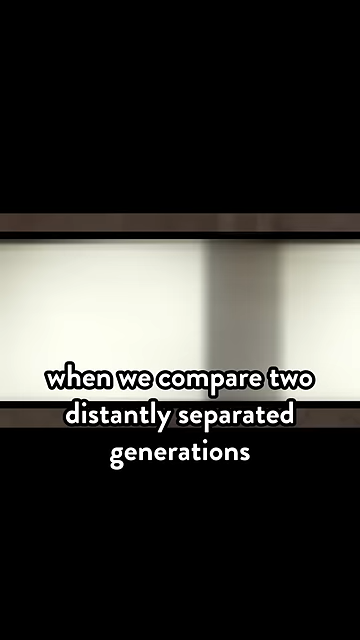 when we compare two
distantly separated
generations